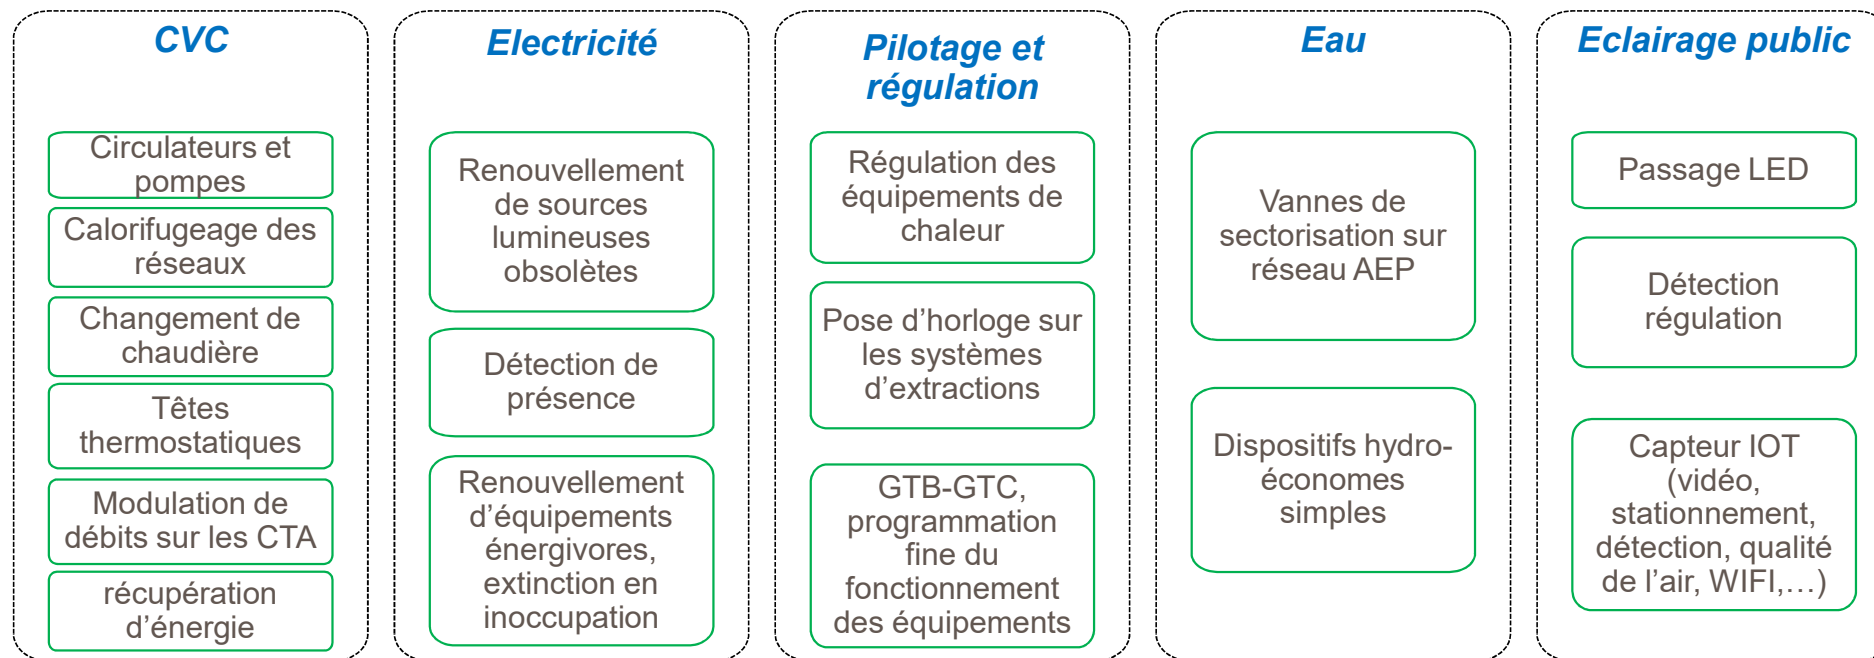 CVC
Circulateurs et
pompes
Calorifugeage des
réseaux
Changement de
chaudière
Têtes
thermostatiques
Modulation de
débits sur les CTA
récupération
d’énergie
Electricité
Renouvellement
de sources
lumineuses
obsolètes
Détection de
présence
Renouvellement
d’équipements
énergivores,
extinction en
inoccupation
Pilotage et
régulation
Régulation des
équipements de
chaleur
Pose d’horloge sur
les systèmes
d’extractions
GTB-GTC,
programmation
fine du
fonctionnement
des équipements
Eau
Vannes de
sectorisation sur
réseau AEP
Dispositifs hydro-
économes
simples
Eclairage public
Passage LED
Détection
régulation
Capteur IOT
(vidéo,
stationnement,
détection, qualité
de l’air, WIFI,…)